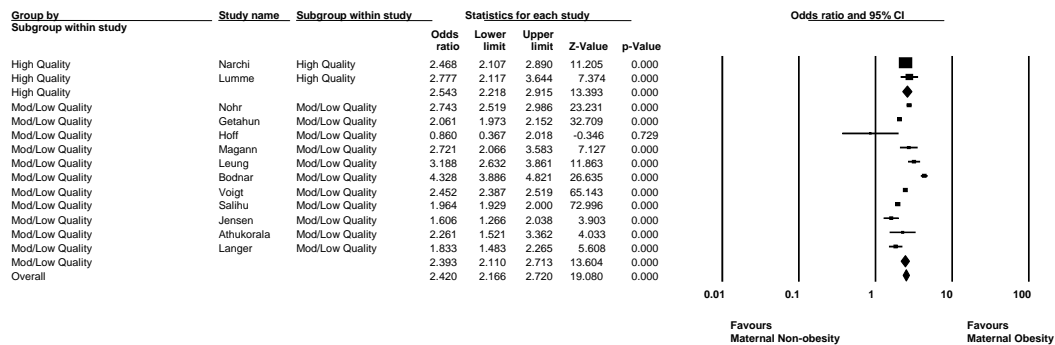 Group by Study name Subgroup within study Statistics for each study Odds ratio and 95% CI
Subgroup within study
Odds Lower Upper
ratio limit limit Z-Value p-Value
High Quality Narchi High Quality 2.468 2.107 2.890 11.205 0.000
High Quality Lumme High Quality 2.777 2.117 3.644 7.374 0.000
High Quality 2.543 2.218 2.915 13.393 0.000
Mod/Low Quality Nohr Mod/Low Quality 2.743 2.519 2.986 23.231 0.000
Mod/Low Quality Getahun Mod/Low Quality 2.061 1.973 2.152 32.709 0.000
Mod/Low Quality Hoff Mod/Low Quality 0.860 0.367 2.018 -0.346 0.729
Mod/Low Quality Magann Mod/Low Quality 2.721 2.066 3.583 7.127 0.000
Mod/Low Quality Leung Mod/Low Quality 3.188 2.632 3.861 11.863 0.000
Mod/Low Quality Bodnar Mod/Low Quality 4.328 3.886 4.821 26.635 0.000
Mod/Low Quality Voigt Mod/Low Quality 2.452 2.387 2.519 65.143 0.000
Mod/Low Quality Salihu Mod/Low Quality 1.964 1.929 2.000 72.996 0.000
Mod/Low Quality Jensen Mod/Low Quality 1.606 1.266 2.038 3.903 0.000
Mod/Low Quality Athukorala Mod/Low Quality 2.261 1.521 3.362 4.033 0.000
Mod/Low Quality Langer Mod/Low Quality 1.833 1.483 2.265 5.608 0.000
Mod/Low Quality 2.393 2.110 2.713 13.604 0.000
Overall 2.420 2.166 2.720 19.080 0.000
0.01 0.1 1 10 100
Favours Favours
Maternal Non-obesity Maternal Obesity